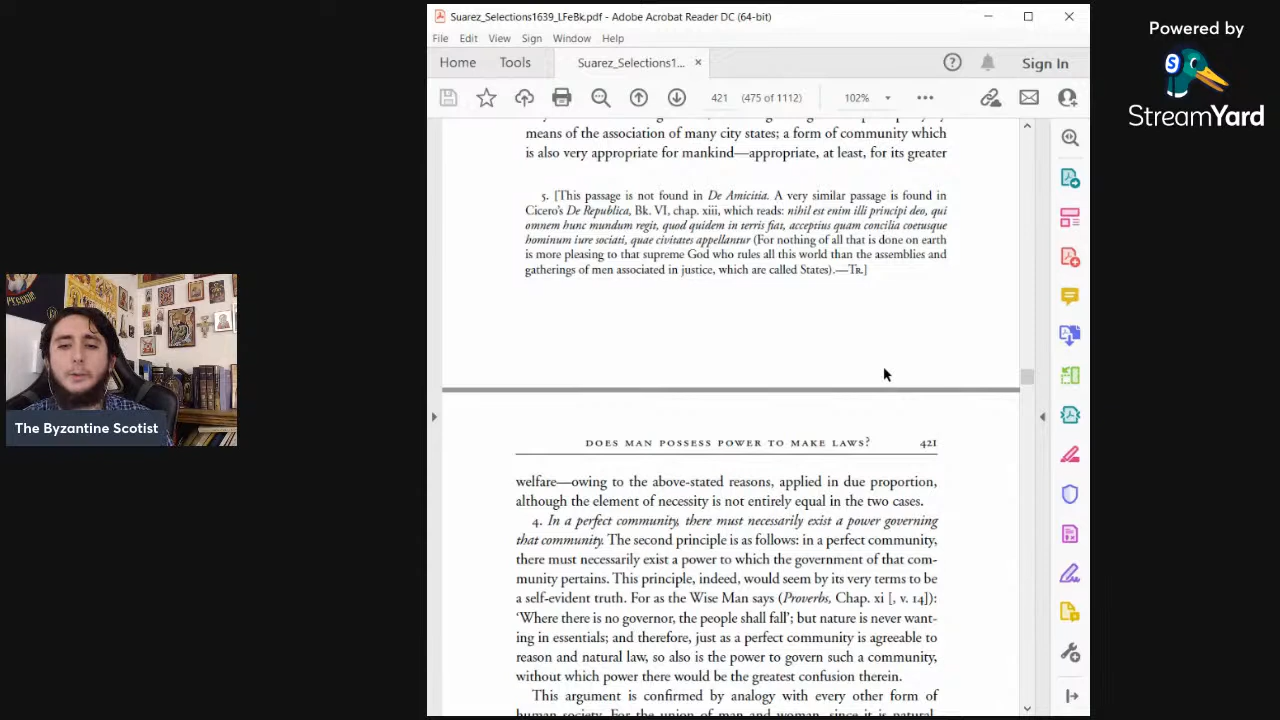 Suarez_Selections1639_LFeBk.pdf - Adobe Acrobat Reader DC (64-bit)
Powered by
StreamYard
File Edit View Sign Window Help
Home Tools Suarez_Selections1... × Sign In
421 (475 of 1112) 102%
means of the association of many city states; a form of community which
is also very appropriate for mankind—appropriate, at least, for its greater
5. [This passage is not found in De Amicitia. A very similar passage is found in
Cicero's De Republica, Bk. VI, chap. xiii, which reads: nihil est enim illi principi deo, qui
omnem hunc mundum regit, quod quidem in terris fiat, acceptius quam concilia coetusque
hominum iure sociati, quae civitates appellantur (For nothing of all that is done on earth
is more pleasing to that supreme God who rules all this world than the assemblies and
gatherings of men associated in justice, which are called States).—Tr.]
The Byzantine Scotist
DOES MAN POSSESS POWER TO MAKE LAWS? 421
welfare—owing to the above-stated reasons, applied in due proportion,
although the element of necessity is not entirely equal in the two cases.
4. In a perfect community, there must necessarily exist a power governing
that community. The second principle is as follows: in a perfect community,
there must necessarily exist a power to which the government of that com-
munity pertains. This principle, indeed, would seem by its very terms to be
a self-evident truth. For as the Wise Man says (Proverbs, Chap. xi [, v. 14]):
'Where there is no governor, the people shall fall'; but nature is never want-
ing in essentials; and therefore, just as a perfect community is agreeable to
reason and natural law, so also is the power to govern such a community,
without which power there would be the greatest confusion therein.
This argument is confirmed by analogy with every other form of
human society. For the union of man and woman, since it is natural,